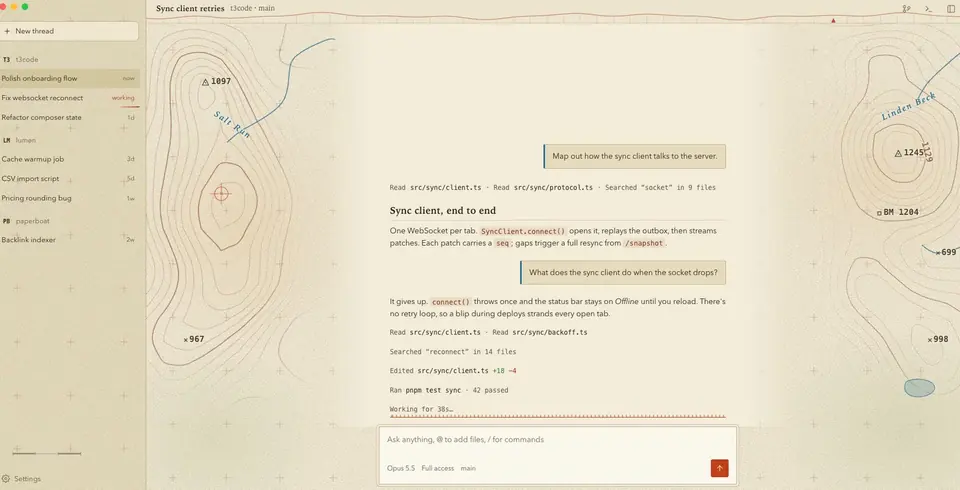 Sync client retries t3code · main
+ New thread
T3 t3code
Polish onboarding flow now
Fix websocket reconnect working
Refactor composer state 1d
LM lumen
Cache warmup job 2d
CSV import script 5d
Pricing rounding bug 1w
PB paperboat
Backlink indexer 2w
Settings
1097
Salt Run
967
Map out how the sync client talks to the server.
Read src/sync/client.ts · Read src/sync/protocol.ts · Searched “socket” in 9 files
Sync client, end to end
One WebSocket per tab. SyncClient.connect() opens it, replays the outbox, then streams
patches. Each patch carries a seq; gaps trigger a full resync from /snapshot.
What does the sync client do when the socket drops?
It gives up. connect() throws once and the status bar stays on Offline until you reload. There's
no retry loop, so a blip during deploys strands every open tab.
Read src/sync/client.ts · Read src/sync/backoff.ts
Searched “reconnect” in 14 files
Edited src/sync/client.ts +18 −4
Ran pnpm test sync · 42 passed
Working for 38s…
Ask anything, @ to add files, / for commands
Opus 5.5 Full access main
Linden Beck
1245
1129
BM 1204
699
998